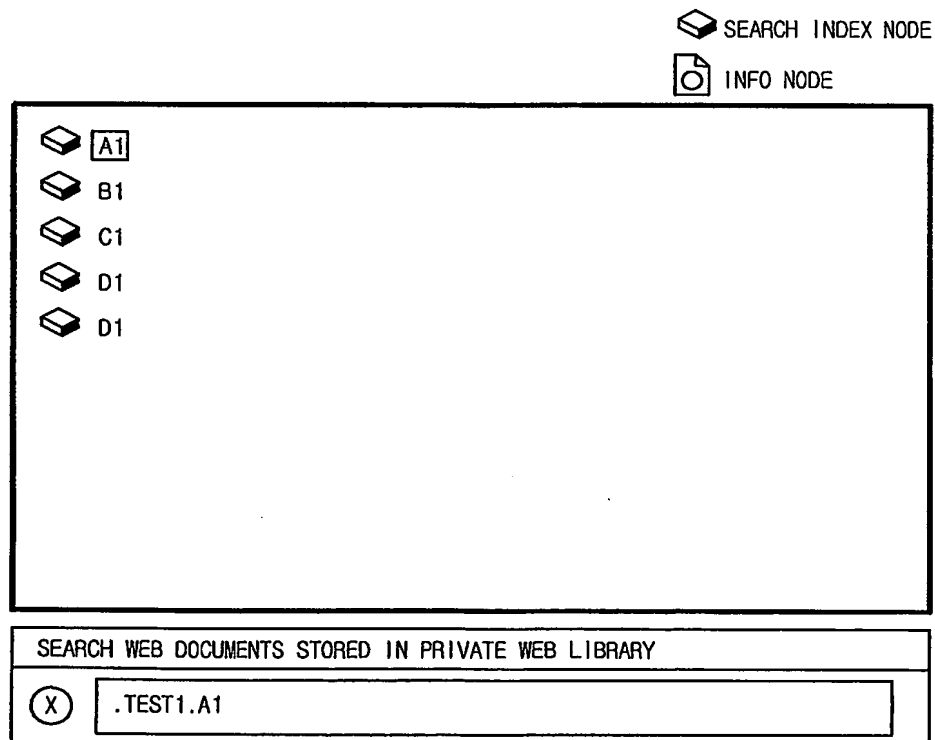 SEARCH INDEX NODE
INFO NODE
A1
B1
C1
D1
D1
SEARCH WEB DOCUMENTS STORED IN PRIVATE WEB LIBRARY
X .TEST1.A1